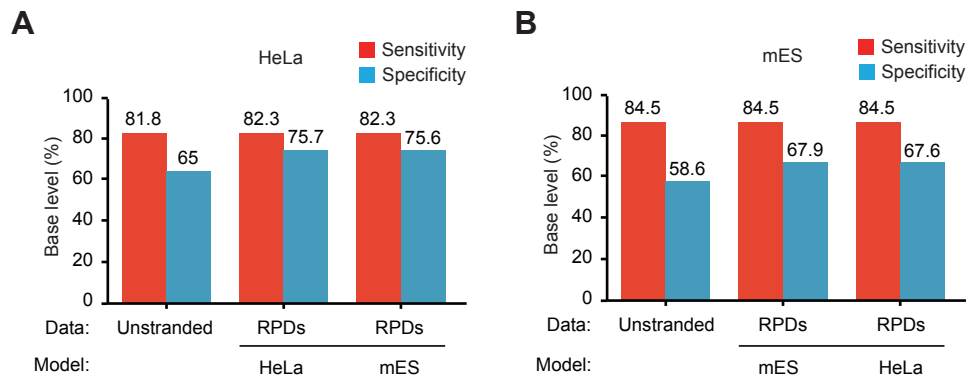 A
HeLa
Sensitivity
Specificity
Base level (%)
100
80
60
40
20
0
81.8
65
82.3
75.7
82.3
75.6
Data: Unstranded RPDs RPDs
Model: HeLa mES
B
mES
Sensitivity
Specificity
Base level (%)
100
80
60
40
20
0
84.5
58.6
84.5
67.9
84.5
67.6
Data: Unstranded RPDs RPDs
Model: mES HeLa